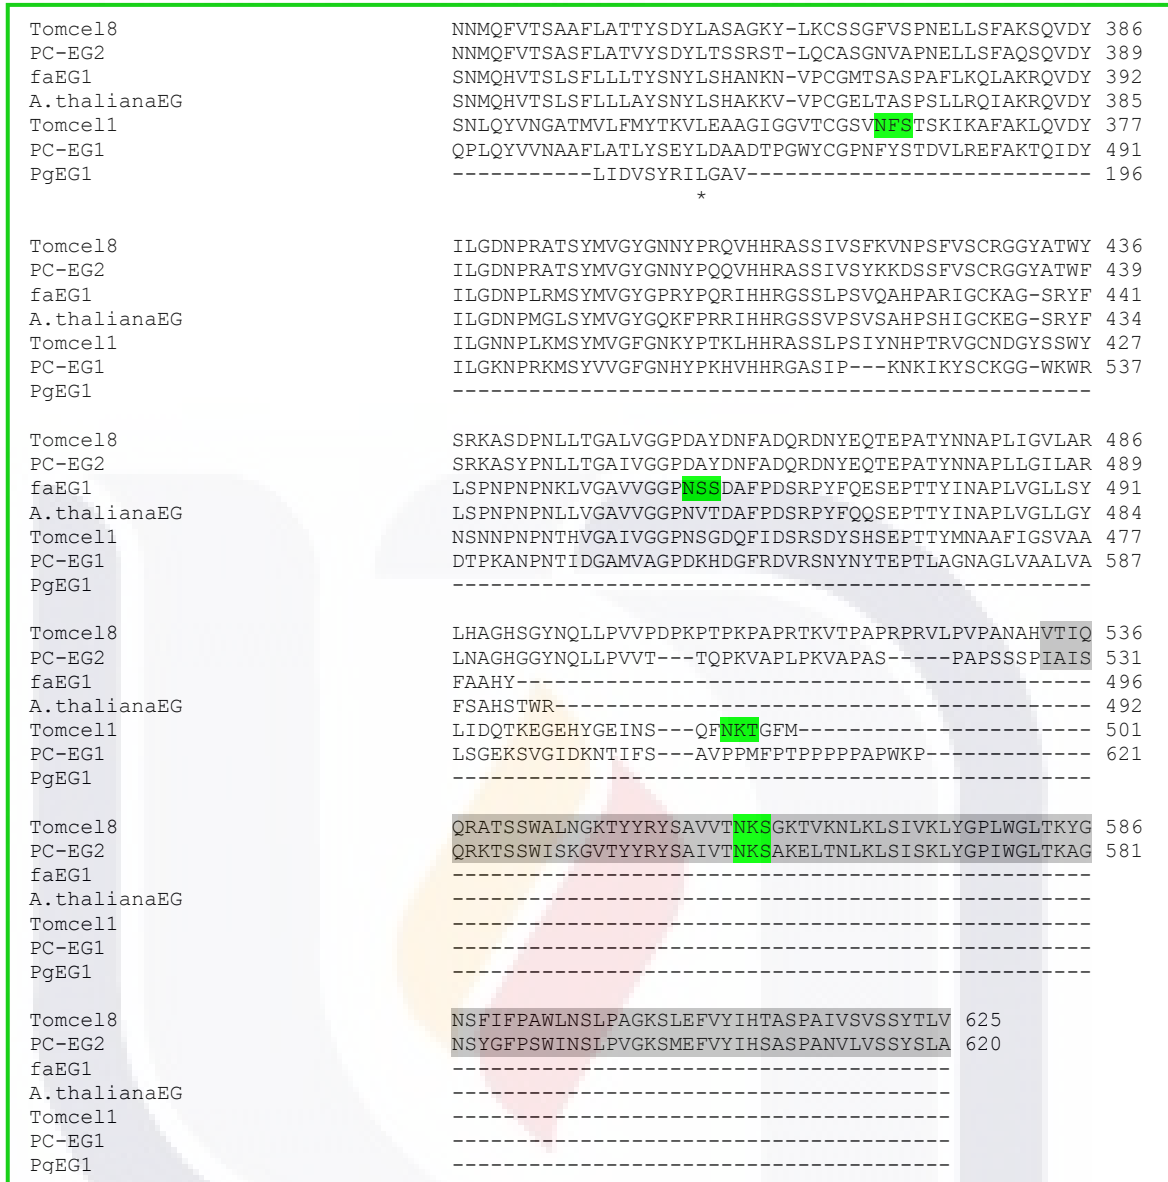 Tomcel8 NNMQFVTSAAFLATTYSDYLASAGKY-LKCSSGFVSPNELLSFAKSQVDY 386
PC-EG2 NNMQFVTSASFLATVYSDYLTSSRST-LQCASGNVAPNELLSFAQSQVDY 389
faEG1 SNMQHVTSLSFLLLTYSNYLSHANKN-VPCGMTSASPAFLKQLAKRQVDY 392
A.thalianaEG SNMQHVTSLSFLLLAYSNYLSHAKKV-VPCGELTASPSLLRQIAKRQVDY 385
Tomcel1 SNLQYVNGATMVLFMYTKVLEAAGIGGVTCGSVNFSTSKIKAFAKLQVDY 377
PC-EG1 QPLQYVVNAAFLATLYSEYLDAADTPGWYCGPNFYSTDVLREFAKTQIDY 491
PgEG1 -----------LIDVSYRILGAV--------------------------- 196
*
Tomcel8 ILGDNPRATSYMVGYGNNYPRQVHHRASSIVSFKVNPSFVSCRGGYATWY 436
PC-EG2 ILGDNPRATSYMVGYGNNYPQQVHHRASSIVSYKKDSSFVSCRGGYATWF 439
faEG1 ILGDNPLRMSYMVGYGPRYPQRIHHRGSSLPSVQAHPARIGCKAG-SRYF 441
A.thalianaEG ILGDNPMGLSYMVGYGQKFPRRIHHRGSSVPSVSAHPSHIGCKEG-SRYF 434
Tomcel1 ILGNNPLKMSYMVGFGNKYPTKLHHRASSLPSIYNHPTRVGCNDGYSSWY 427
PC-EG1 ILGKNPRKMSYVVGFGNHYPKHVHHRGASIP---KNKIKYSCKGG-WKWR 537
PgEG1 --------------------------------------------------
Tomcel8 SRKASDPNLLTGALVGGPDAYDNFADQRDNYEQTEPATYNNAPLIGVLAR 486
PC-EG2 SRKASYPNLLTGAIVGGPDAYDNFADQRDNYEQTEPATYNNAPLLGILAR 489
faEG1 LSPNPNPNKLVGAVVGGPNSSDAFPDSRPYFQESEPTTYINAPLVGLLSY 491
A.thalianaEG LSPNPNPNLLVGAVVGGPNVTDAFPDSRPYFQQSEPTTYINAPLVGLLGY 484
Tomcel1 NSNNPNPNTHVGAIVGGPNSGDQFIDSRSDYSHSEPTTYMNAAFIGSVAA 477
PC-EG1 DTPKANPNTIDGAMVAGPDKHDGFRDVRSNYNYTEPTLAGNAGLVAALVA 587
PgEG1 --------------------------------------------------
Tomcel8 LHAGHSGYNQLLPVVPDPKPTPKPAPRTKVTPAPRPRVLPVPANAHVTIQ 536
PC-EG2 LNAGHGGYNQLLPVVT---TQPKVAPLPKVAPAS-----PAPSSSPIAIS 531
faEG1 FAAHY--------------------------------------------- 496
A.thalianaEG FSAHSTWR------------------------------------------ 492
Tomcel1 LIDQTKEGEHYGEINS---QFNKTGFM----------------------- 501
PC-EG1 LSGEKSVGIDKNTIFS---AVPPMFPTPPPPPAPWKP------------- 621
PgEG1 --------------------------------------------------
Tomcel8 QRATSSWALNGKTYYRYSAVVTNKSGKTVKNLKLSIVKLYGPLWGLTKYG 586
PC-EG2 QRKTSSWISKGVTYYRYSAIVTNKSAKELTNLKLSISKLYGPIWGLTKAG 581
faEG1 --------------------------------------------------
A.thalianaEG --------------------------------------------------
Tomcel1 --------------------------------------------------
PC-EG1 --------------------------------------------------
PgEG1 --------------------------------------------------
Tomcel8 NSFIFPAWLNSLPAGKSLEFVYIHTASPAIVSVSSYTLV 625
PC-EG2 NSYGFPSWINSLPVGKSMEFVYIHSASPANVLVSSYSLA 620
faEG1 ---------------------------------------
A.thalianaEG ---------------------------------------
Tomcel1 ---------------------------------------
PC-EG1 ---------------------------------------
PgEG1 ---------------------------------------